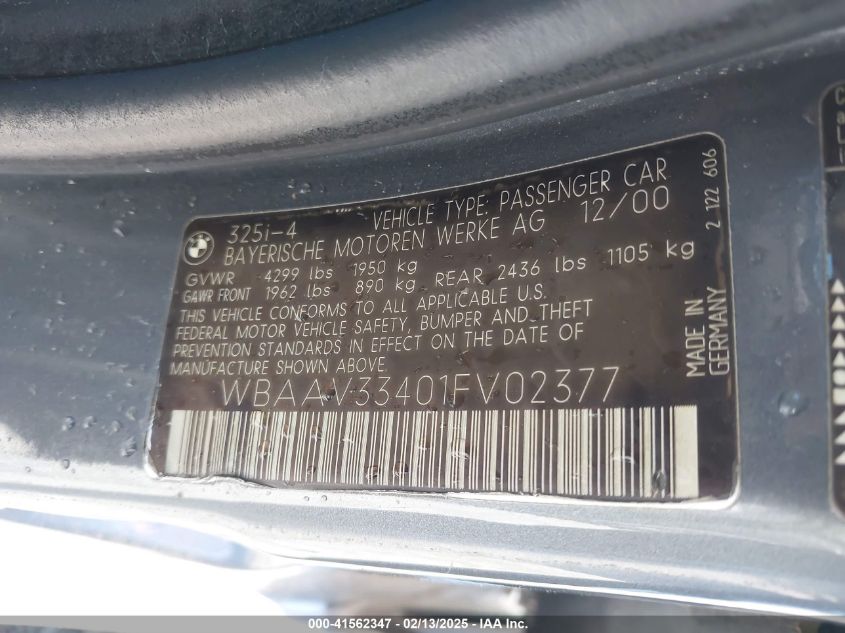 325i-4 VEHICLE TYPE: PASSENGER CAR
BAYERISCHE MOTOREN WERKE AG 12/00
GVWR 4299 lbs 1950 kg
GAWR FRONT 1962 lbs 890 kg REAR 2436 lbs 1105 kg
THIS VEHICLE CONFORMS TO ALL APPLICABLE U.S.
FEDERAL MOTOR VEHICLE SAFETY, BUMPER AND THEFT
PREVENTION STANDARDS IN EFFECT ON THE DATE OF
MANUFACTURE SHOWN ABOVE.
WBAAV33401FV02377
MADE IN
GERMANY
2 122 606
BMW
000-41562347 / 02/13/2025 - © IAA Inc.